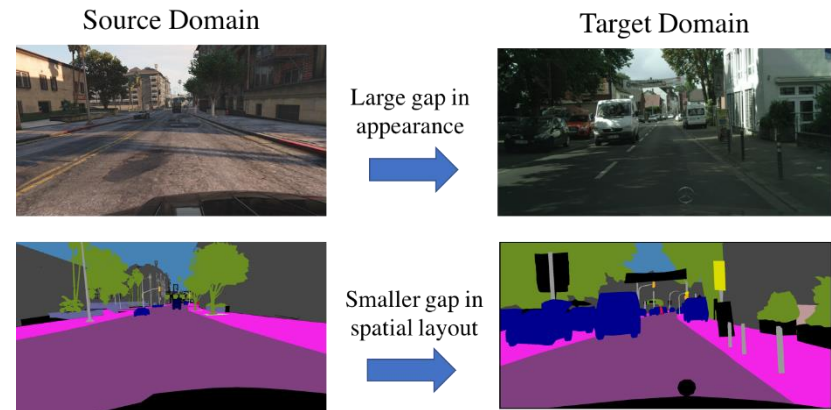 Source Domain
Target Domain
Large gap in
appearance
Smaller gap in
spatial layout